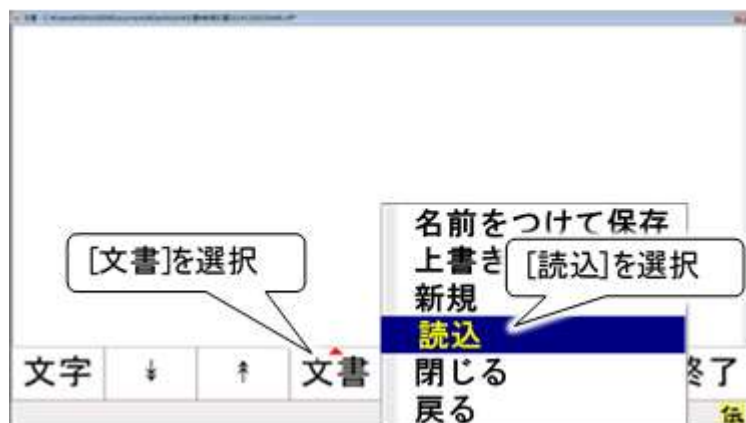 名前をつけて保存
[文書]を選択
上書き
[読込]を選択
新規
読込
文字
文書
閉じる
終了
戻る
伝